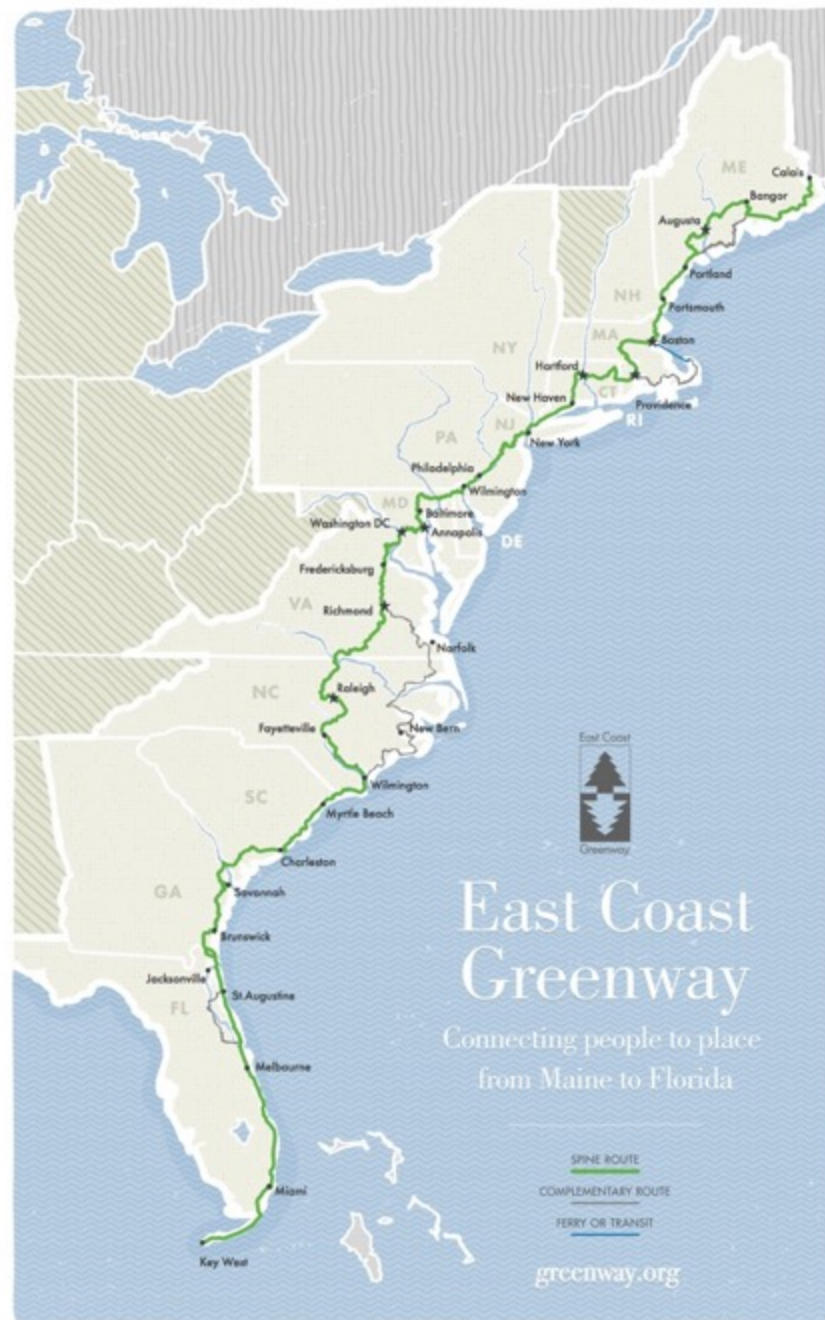 ME
Calais
Bangor
Augusta
Portland
NH
Portsmouth
MA
Boston
NY
Hartford
CT
New Haven
Providence
RI
NJ
New York
PA
Philadelphia
Wilmington
MD
Baltimore
Washington DC
Annapolis
DE
Fredericksburg
VA
Richmond
Norfolk
NC
Raleigh
Fayetteville
New Bern
Wilmington
SC
Myrtle Beach
Charleston
GA
Savannah
Brunswick
Jacksonville
St.Augustine
FL
Melbourne
Miami
Key West
East Coast
Greenway
East Coast
Greenway
Connecting people to place
from Maine to Florida
SPINE ROUTE
COMPLEMENTARY ROUTE
FERRY OR TRANSIT
greenway.org